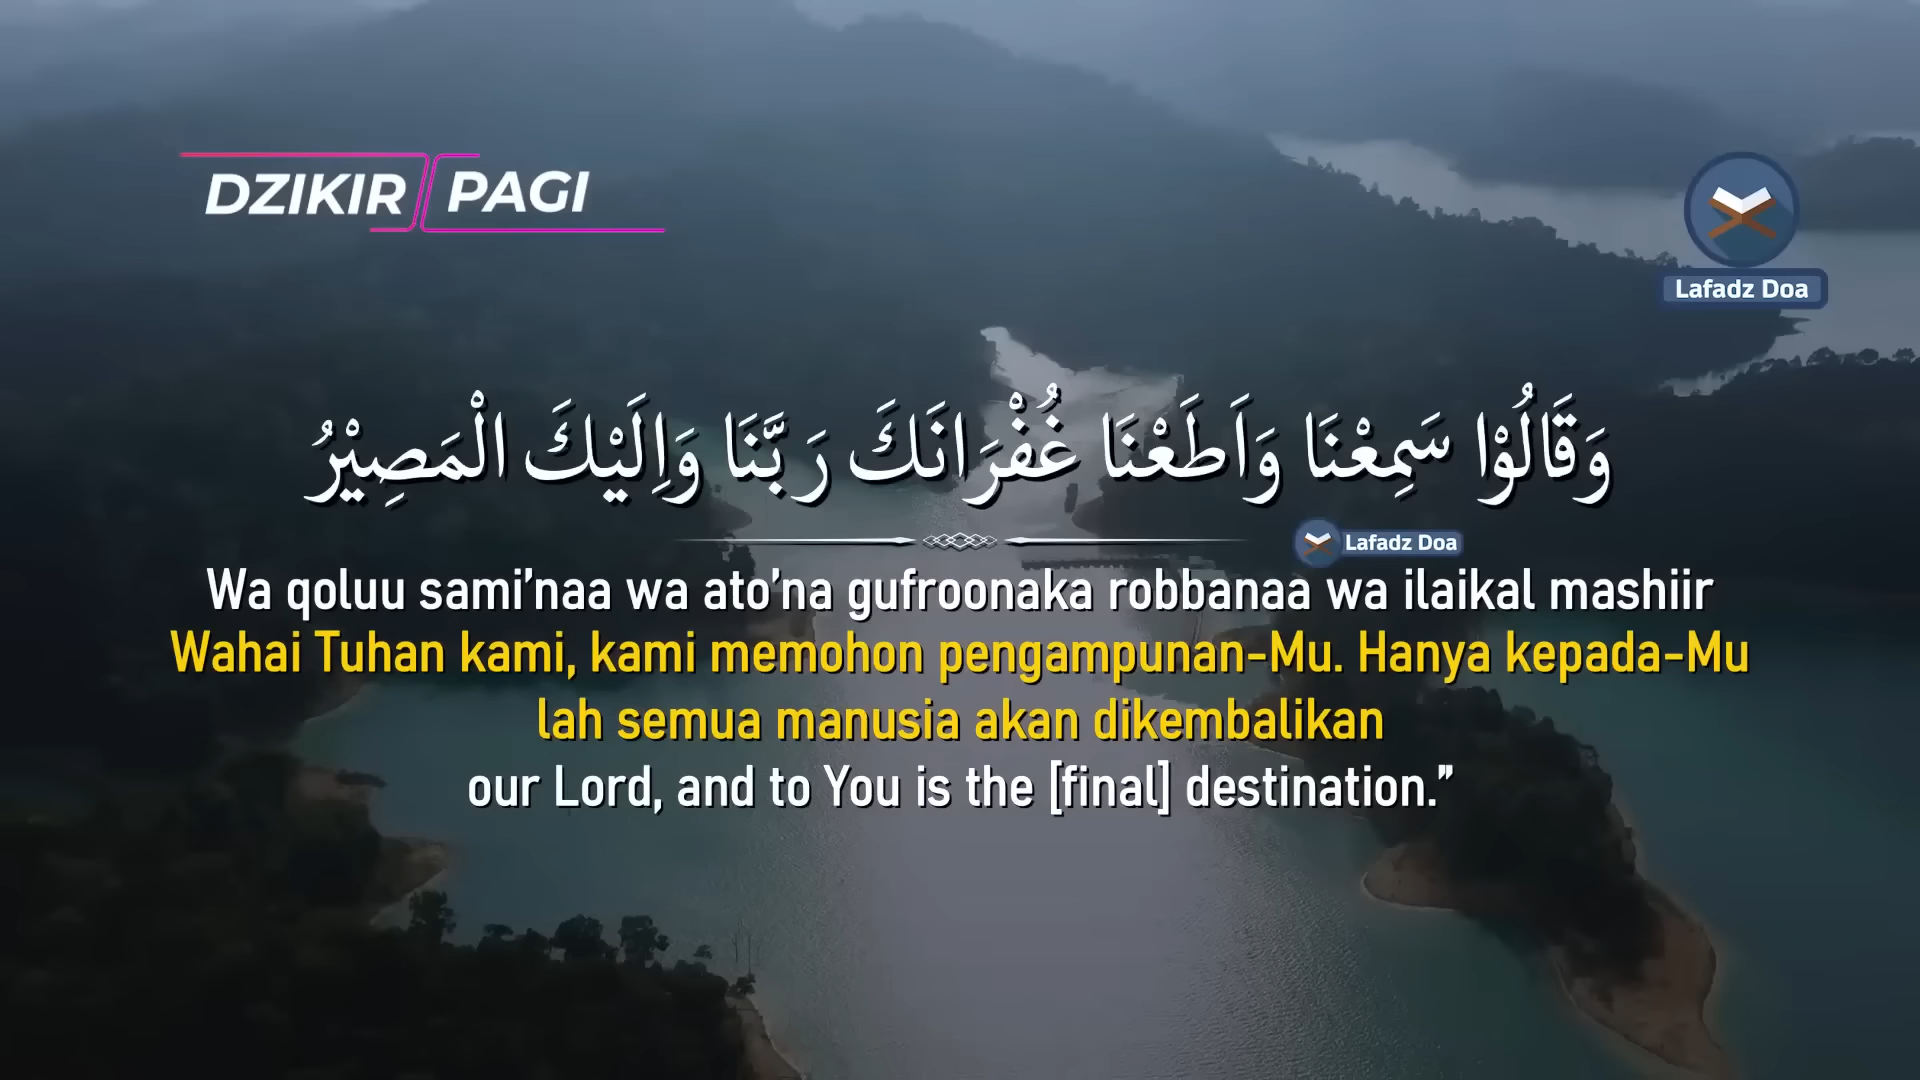 DZIKIR PAGI
Lafadz Doa
وَقَالُوْا سَمِعْنَا وَاَطَعْنَا غُفْرَانَكَ رَبَّنَا وَاِلَيْكَ الْمَصِيْرُ
Lafadz Doa
Wa qoluu sami’naa wa ato’na gufroonaka robbanaa wa ilaikal mashiir
Wahai Tuhan kami, kami memohon pengampunan-Mu. Hanya kepada-Mu
lah semua manusia akan dikembalikan
our Lord, and to You is the [final] destination.”